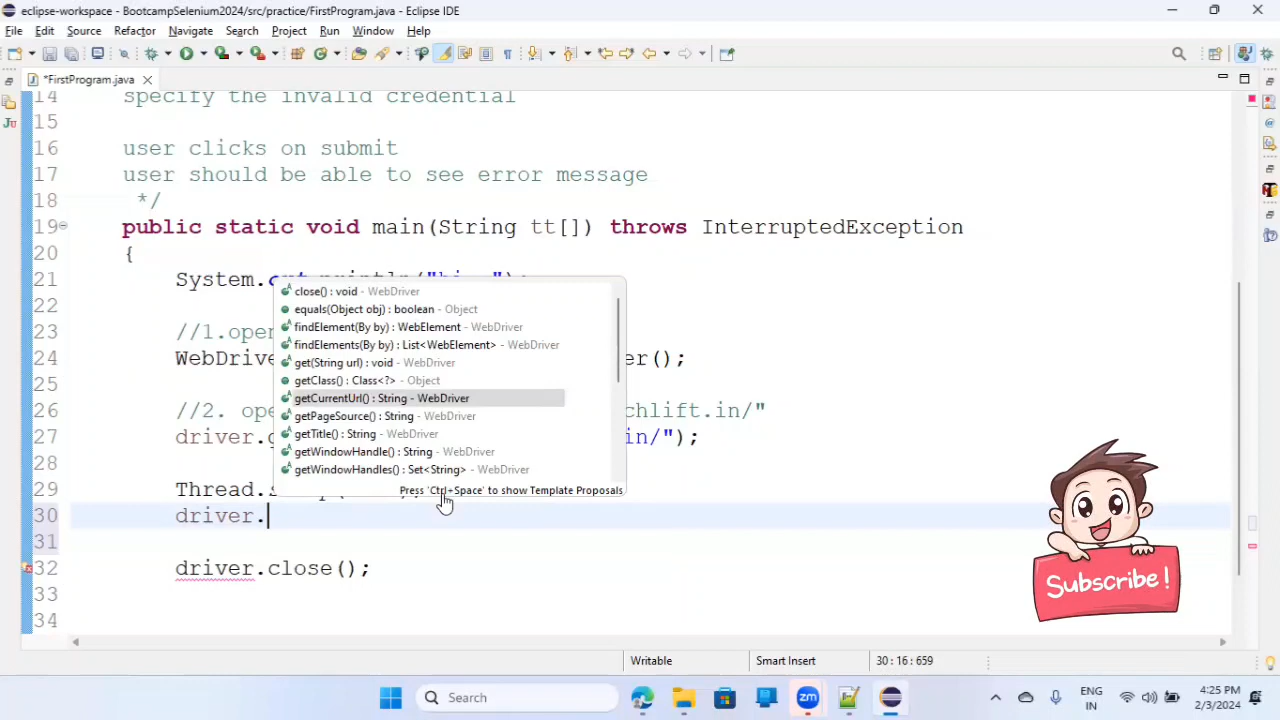 eclipse-workspace - BootcampSelenium2024/src/practice/FirstProgram.java - Eclipse IDE
File Edit Source Refactor Navigate Search Project Run Window Help
*FirstProgram.java
14 specify the invalid credential
15
16 user clicks on submit
17 user should be able to see error message
18 */
19 public static void main(String tt[]) throws InterruptedException
20 {
21 System.
22
23 //1.open
24 WebDrive er();
25
26 //2. ope chlift.in/"
27 driver.g in/");
28
29 Thread.
30 driver.
31
32 driver.close();
33
34
close() : void - WebDriver
equals(Object obj) : boolean - Object
findElement(By by) : WebElement - WebDriver
findElements(By by) : List<WebElement> - WebDriver
get(String url) : void - WebDriver
getClass() : Class<?> - Object
getCurrentUrl() : String - WebDriver
getPageSource() : String - WebDriver
getTitle() : String - WebDriver
getWindowHandle() : String - WebDriver
getWindowHandles() : Set<String> - WebDriver
Press 'Ctrl+Space' to show Template Proposals
Subscribe!
Writable Smart Insert 30 : 16 : 659
Search
zm
ENG
IN
4:25 PM
2/3/2024